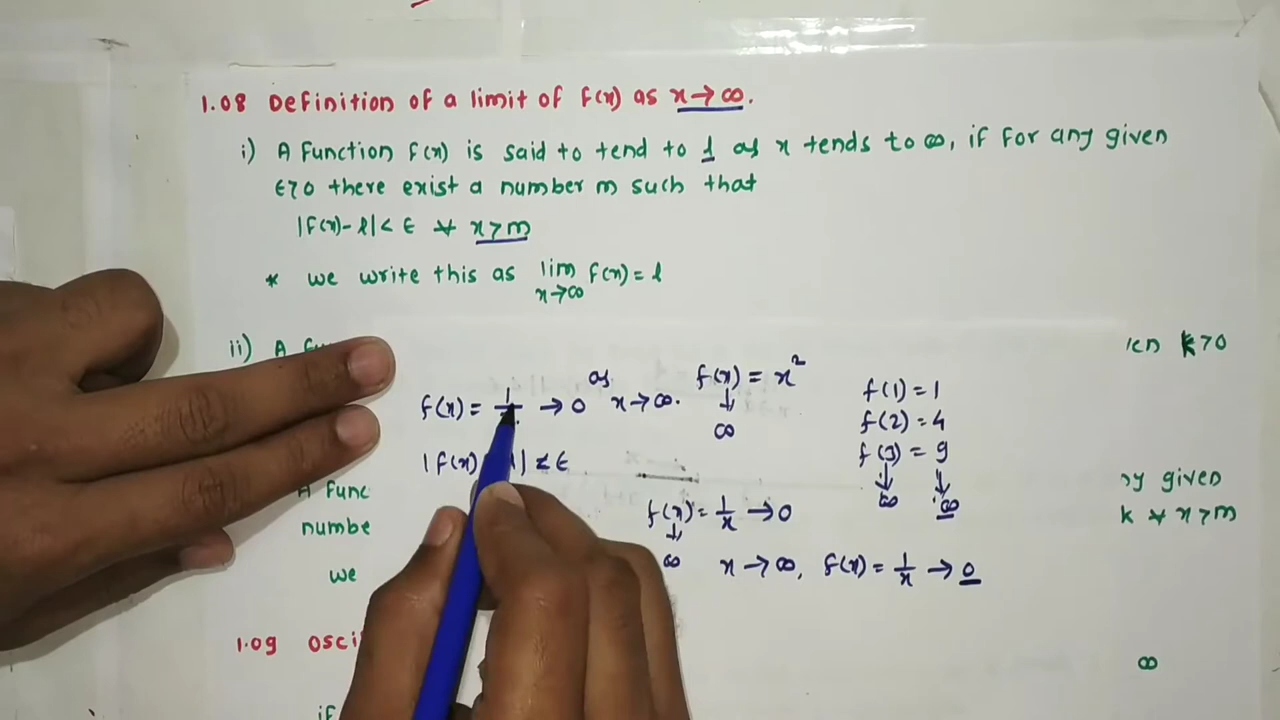 1.08 Definition of a limit of f(x) as x→∞.
i) A function f(x) is said to tend to l as x tends to ∞, if for any given
ϵ>0 there exist a number m such that
|f(x)-l|< ϵ ∀ x>m
* we write this as lim x→∞ f(x)= l
ii) A
k>0
f(x)= 1 → 0 as x→∞.
|f(x) | < ϵ
f(x) = x²
↓
∞
f(1)=1
f(2)=4
f(3)=9
↓ ↓
∞ ∞
f(x)= 1/x →0
↓
∞
x→∞, f(x)= 1/x → 0
A func
given
numbe
k ∀ x>m
we
1.09 Osci
∞
if